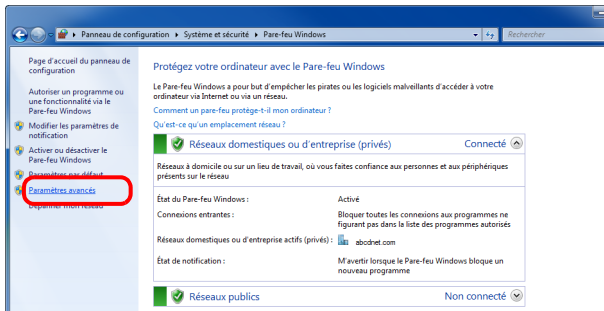 Panneau de configuration ▸ Système et sécurité ▸ Pare-feu Windows
Rechercher
Page d'accueil du panneau de
configuration
Autoriser un programme ou
une fonctionnalité via le
Pare-feu Windows
Modifier les paramètres de
notification
Activer ou désactiver le
Pare-feu Windows
Paramètres par défaut
Paramètres avancés
Dépanner mon réseau
Protégez votre ordinateur avec le Pare-feu Windows
Le Pare-feu Windows a pour but d'empêcher les pirates ou les logiciels malveillants d'accéder à votre
ordinateur via Internet ou via un réseau.
Comment un pare-feu protège-t-il mon ordinateur ?
Qu'est-ce qu'un emplacement réseau ?
Réseaux domestiques ou d'entreprise (privés) Connecté
Réseaux à domicile ou sur un lieu de travail, où vous faites confiance aux personnes et aux périphériques
présents sur le réseau
État du Pare-feu Windows : Activé
Connexions entrantes : Bloquer toutes les connexions aux programmes ne
figurant pas dans la liste des programmes autorisés
Réseaux domestiques ou d'entreprise actifs (privés) : abcdnet.com
État de notification : M'avertir lorsque le Pare-feu Windows bloque un
nouveau programme
Réseaux publics Non connecté